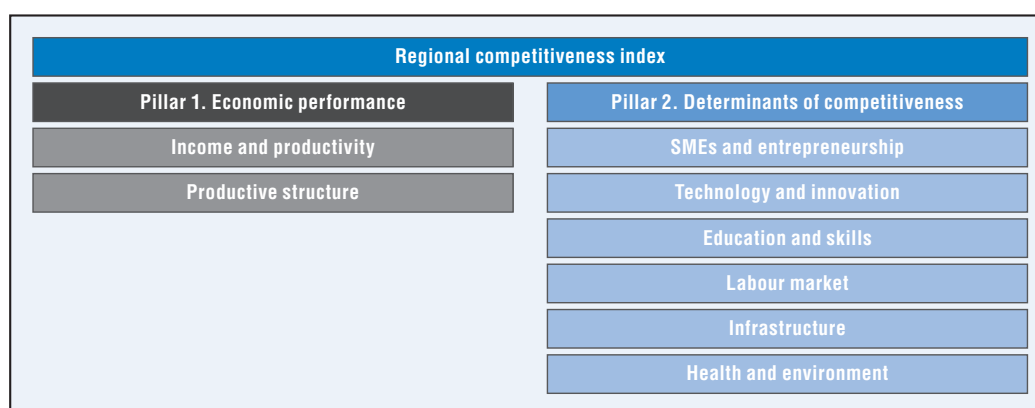 Regional competitiveness index
Pillar 1. Economic performance
Income and productivity
Productive structure
Pillar 2. Determinants of competitiveness
SMEs and entrepreneurship
Technology and innovation
Education and skills
Labour market
Infrastructure
Health and environment